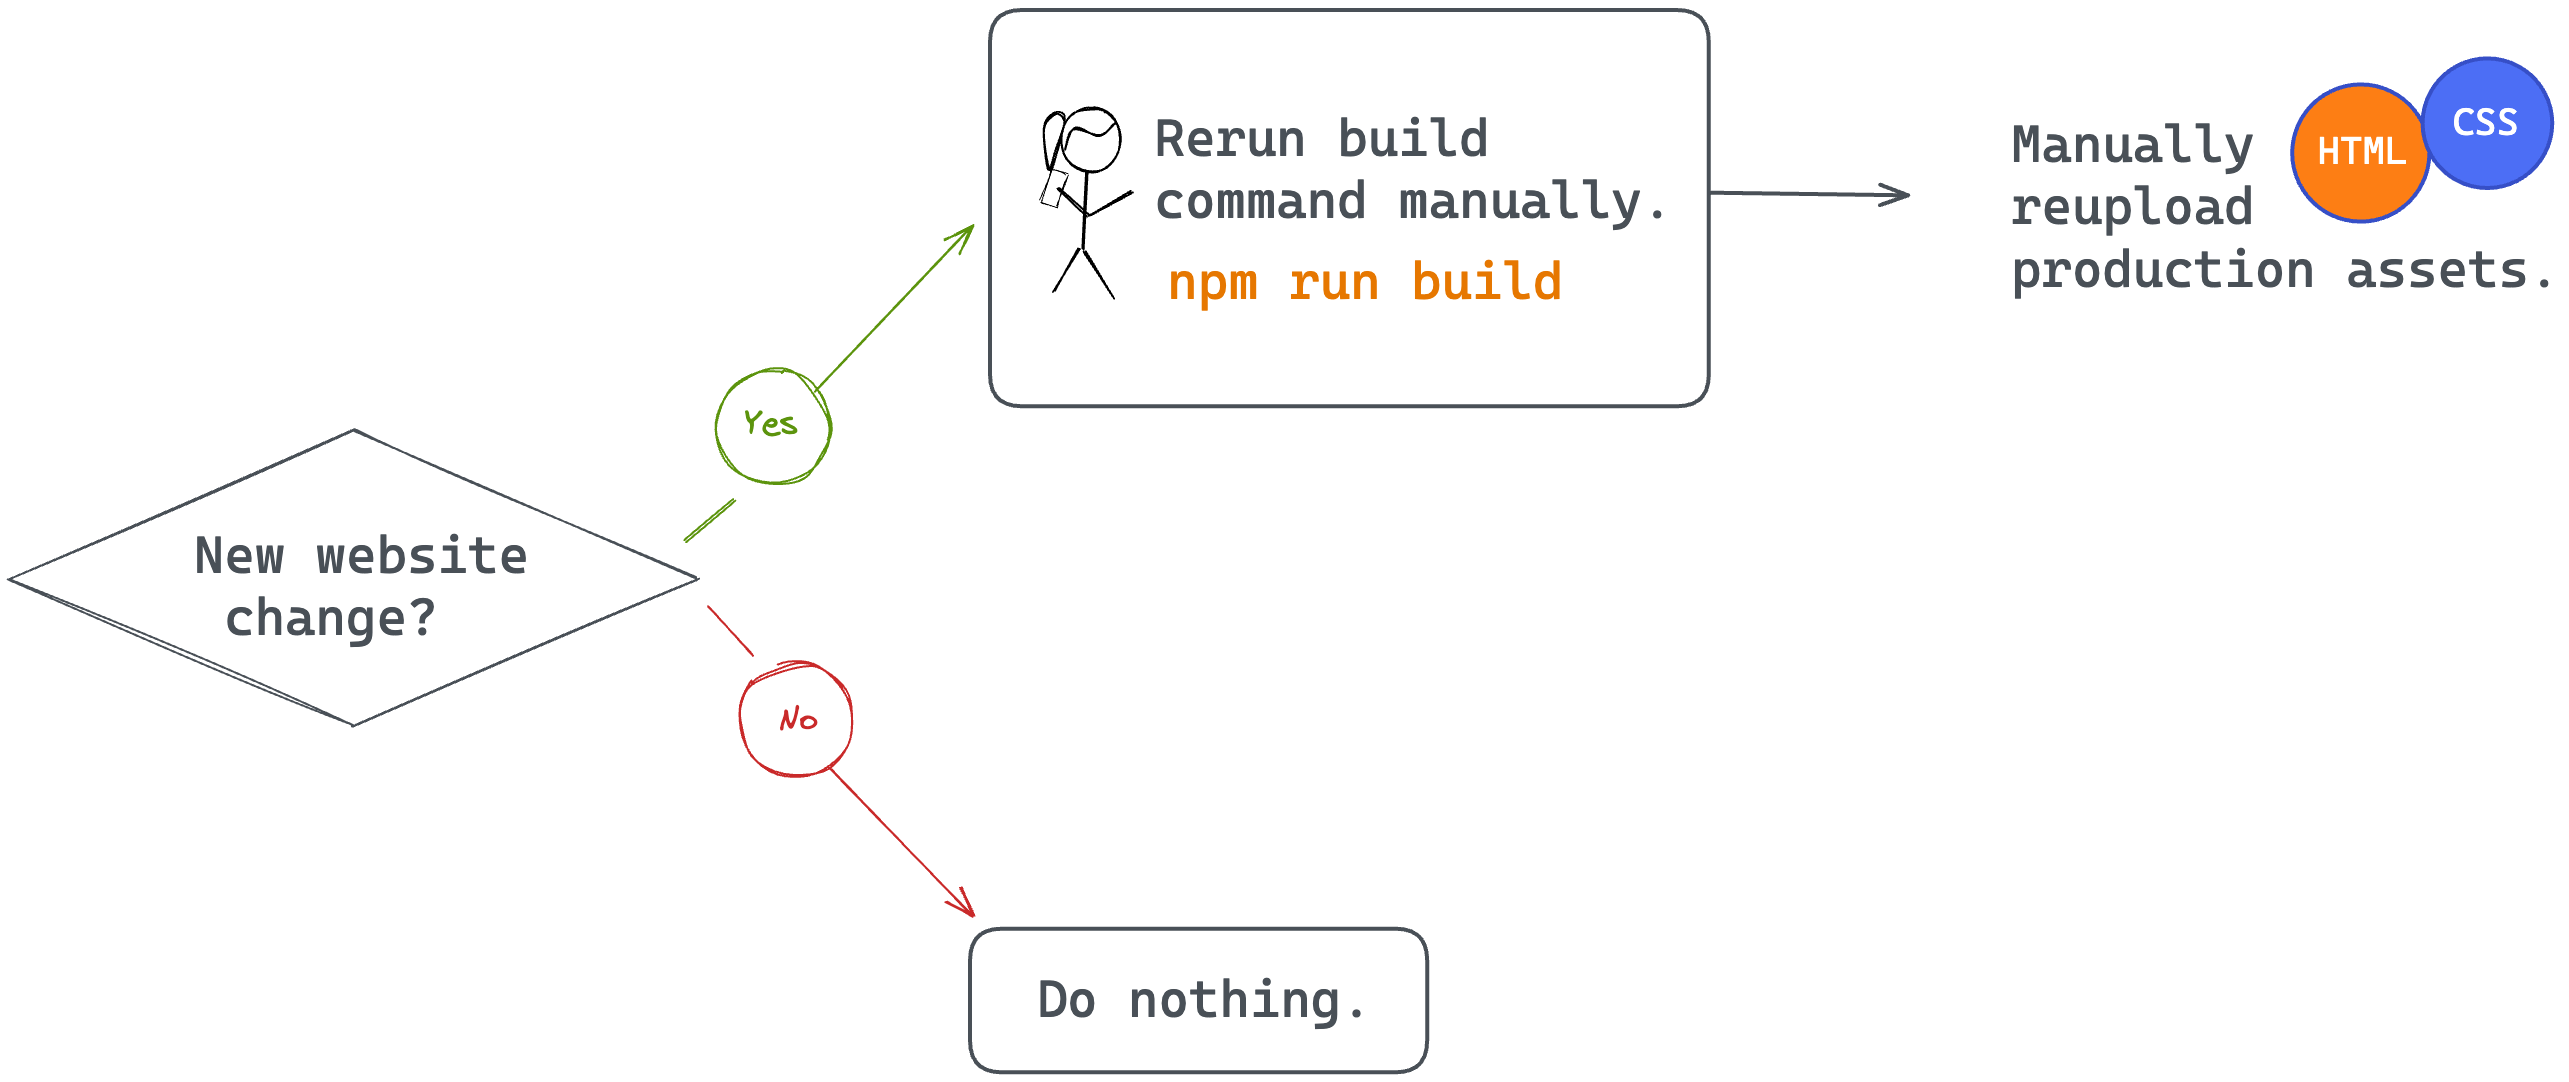 New website
change?
Yes
Rerun build
command manually.
npm run build
Manually
reupload
production assets.
HTML
CSS
No
Do nothing.